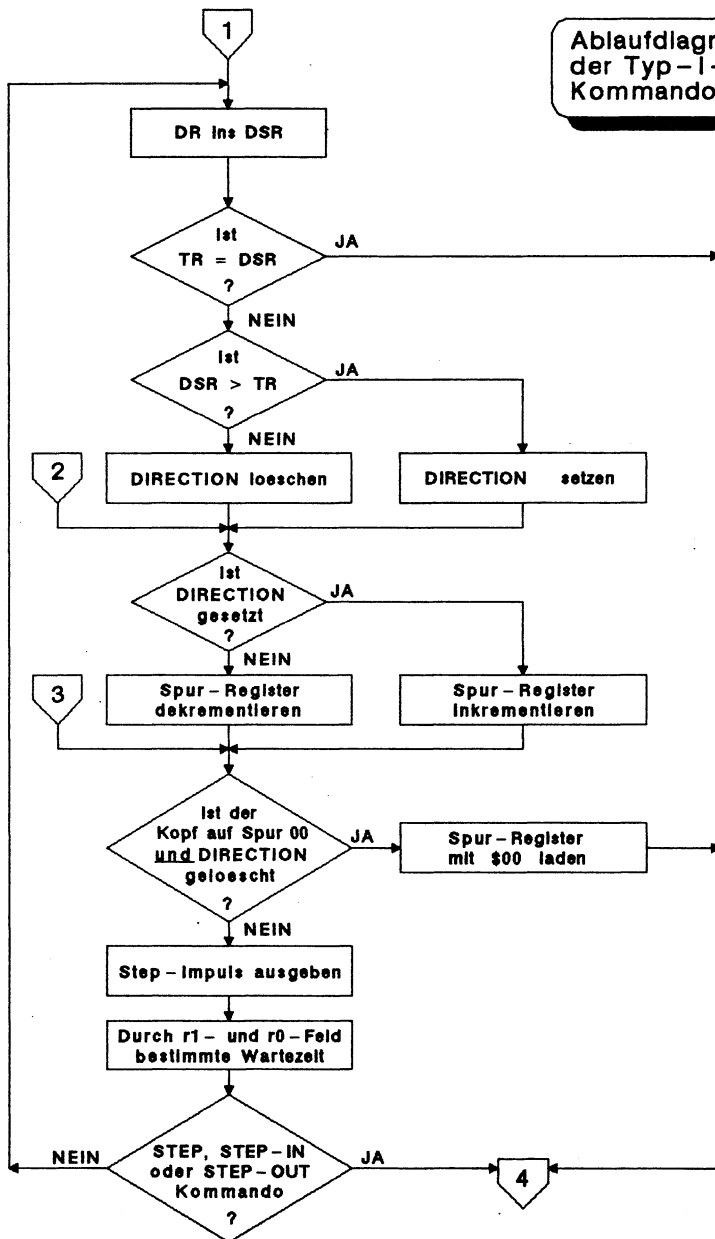 1
Ablaufdiagr
der Typ-I-
Kommando
DR ins DSR
Ist
TR = DSR
?
JA
NEIN
Ist
DSR > TR
?
JA
NEIN
2
DIRECTION loeschen
DIRECTION setzen
Ist
DIRECTION
gesetzt
?
JA
NEIN
3
Spur-Register
dekrementieren
Spur-Register
inkrementieren
Ist der
Kopf auf Spur 00
und DIRECTION
geloescht
?
JA
Spur-Register
mit $00 laden
NEIN
Step-Impuls ausgeben
Durch r1- und r0-Feld
bestimmte Wartezeit
NEIN
STEP, STEP-IN
oder STEP-OUT
Kommando
?
JA
4